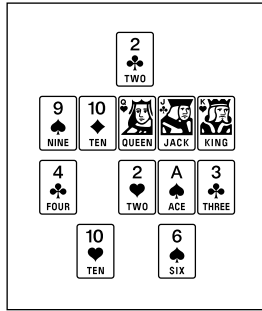 2
TWO
9 10 Q J K
NINE TEN QUEEN JACK KING
4 2 A 3
FOUR TWO ACE THREE
10 6
TEN SIX